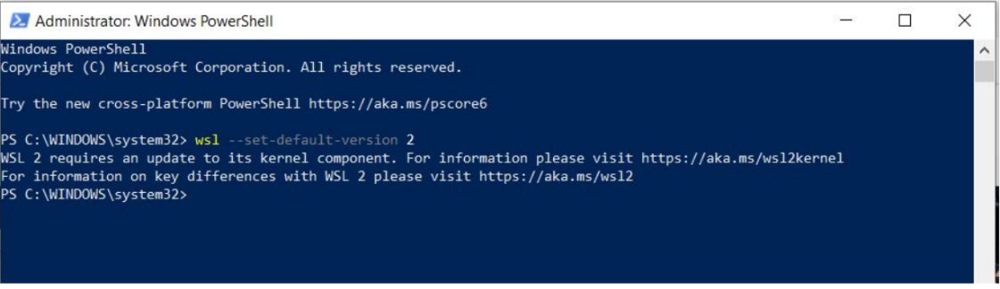 Administrator: Windows PowerShell
Windows PowerShell
Copyright (C) Microsoft Corporation. All rights reserved.
Try the new cross-platform PowerShell https://aka.ms/pscore6
PS C:\WINDOWS\system32> wsl --set-default-version 2
WSL 2 requires an update to its kernel component. For information please visit https://aka.ms/wsl2kernel
For information on key differences with WSL 2 please visit https://aka.ms/wsl2
PS C:\WINDOWS\system32>